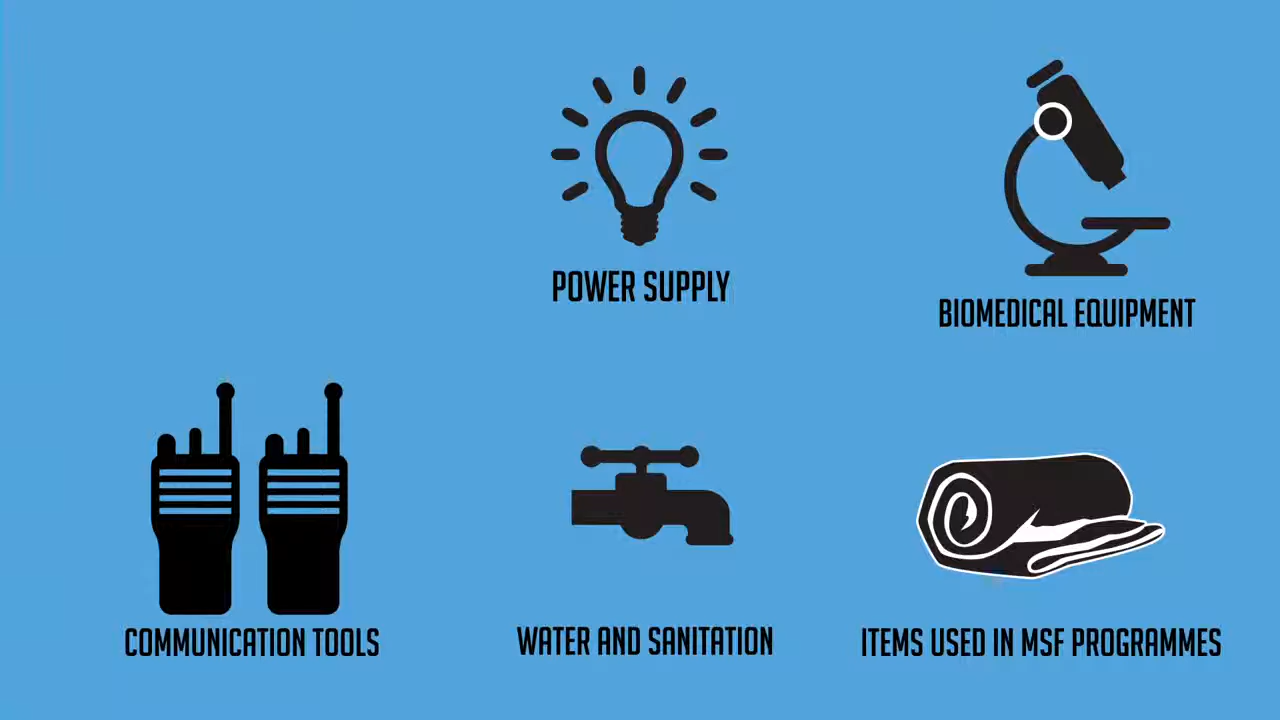 POWER SUPPLY
BIOMEDICAL EQUIPMENT
COMMUNICATION TOOLS
WATER AND SANITATION
ITEMS USED IN MSF PROGRAMMES